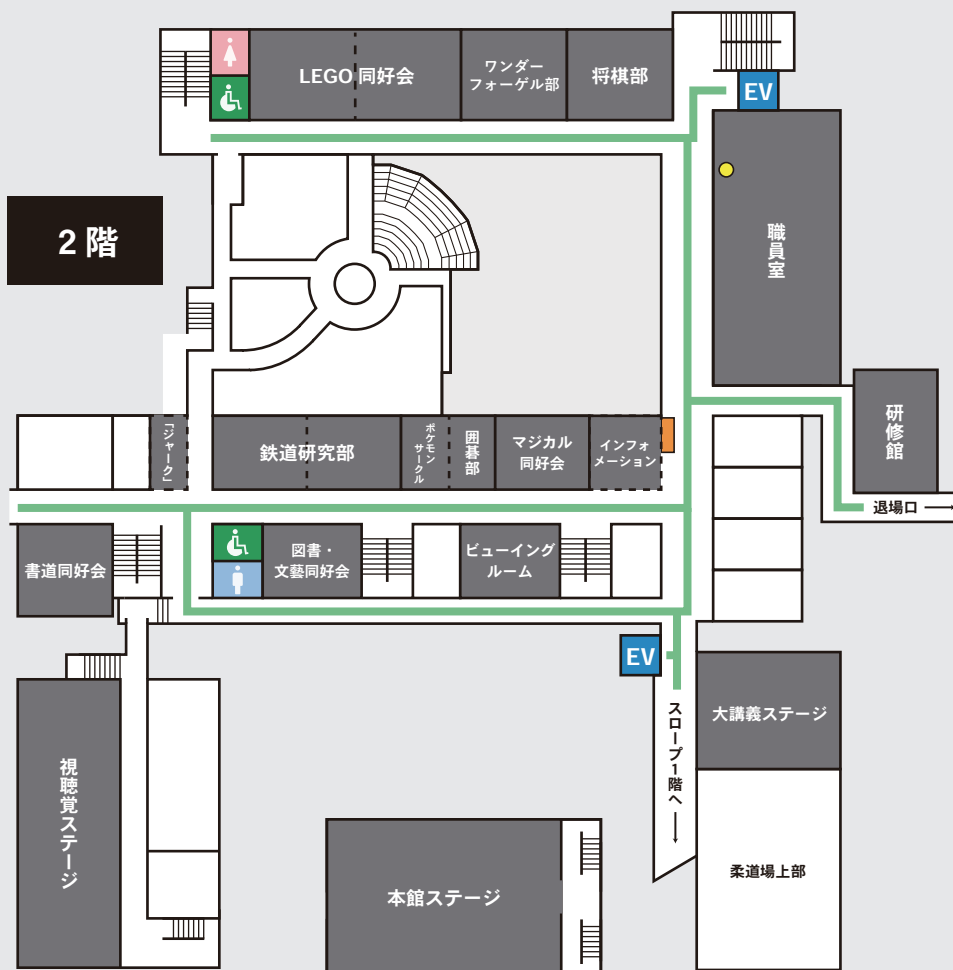 LEGO 同好会
ワンダー
フォーゲル部
将棋部
EV
2 階
職員室
研修館
退場口
「ジャーク」
鉄道研究部
ポケモン
サークル
囲碁部
マジカル
同好会
インフォ
メーション
書道同好会
図書・
文藝同好会
ビューイング
ルーム
EV
スロープ1階へ
大講義ステージ
視聴覚ステージ
本館ステージ
柔道場上部